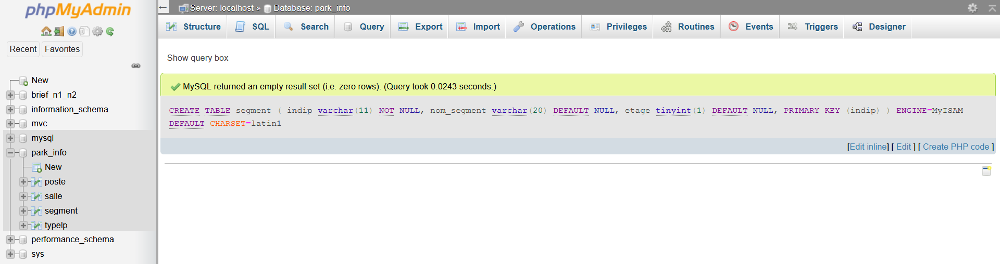 phpMyAdmin
Recent Favorites
New
brief_n1_n2
information_schema
mvc
mysql
park_info
New
poste
salle
segment
typelp
performance_schema
sys
Server: localhost » Database: park_info
Structure SQL Search Query Export Import Operations Privileges Routines Events Triggers Designer
Show query box
MySQL returned an empty result set (i.e. zero rows). (Query took 0.0243 seconds.)
CREATE TABLE segment ( indip varchar(11) NOT NULL, nom_segment varchar(20) DEFAULT NULL, etage tinyint(1) DEFAULT NULL, PRIMARY KEY (indip) ) ENGINE=MyISAM
DEFAULT CHARSET=latin1
[Edit inline] [ Edit ] [ Create PHP code ]